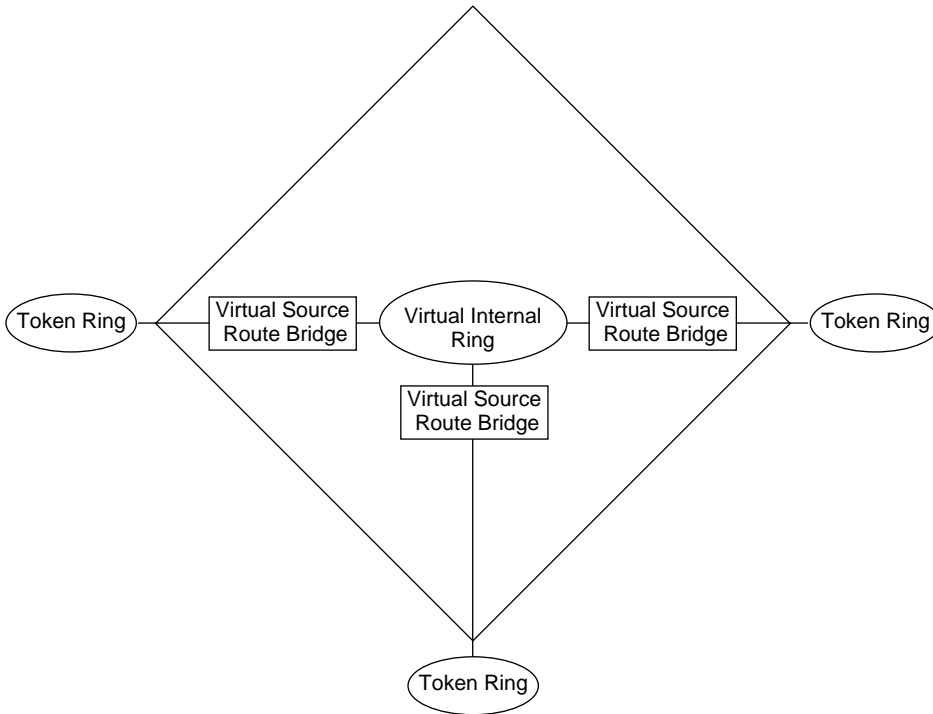 Token Ring
Virtual Source
Route Bridge
Virtual Internal
Ring
Virtual Source
Route Bridge
Token Ring
Virtual Source
Route Bridge
Token Ring